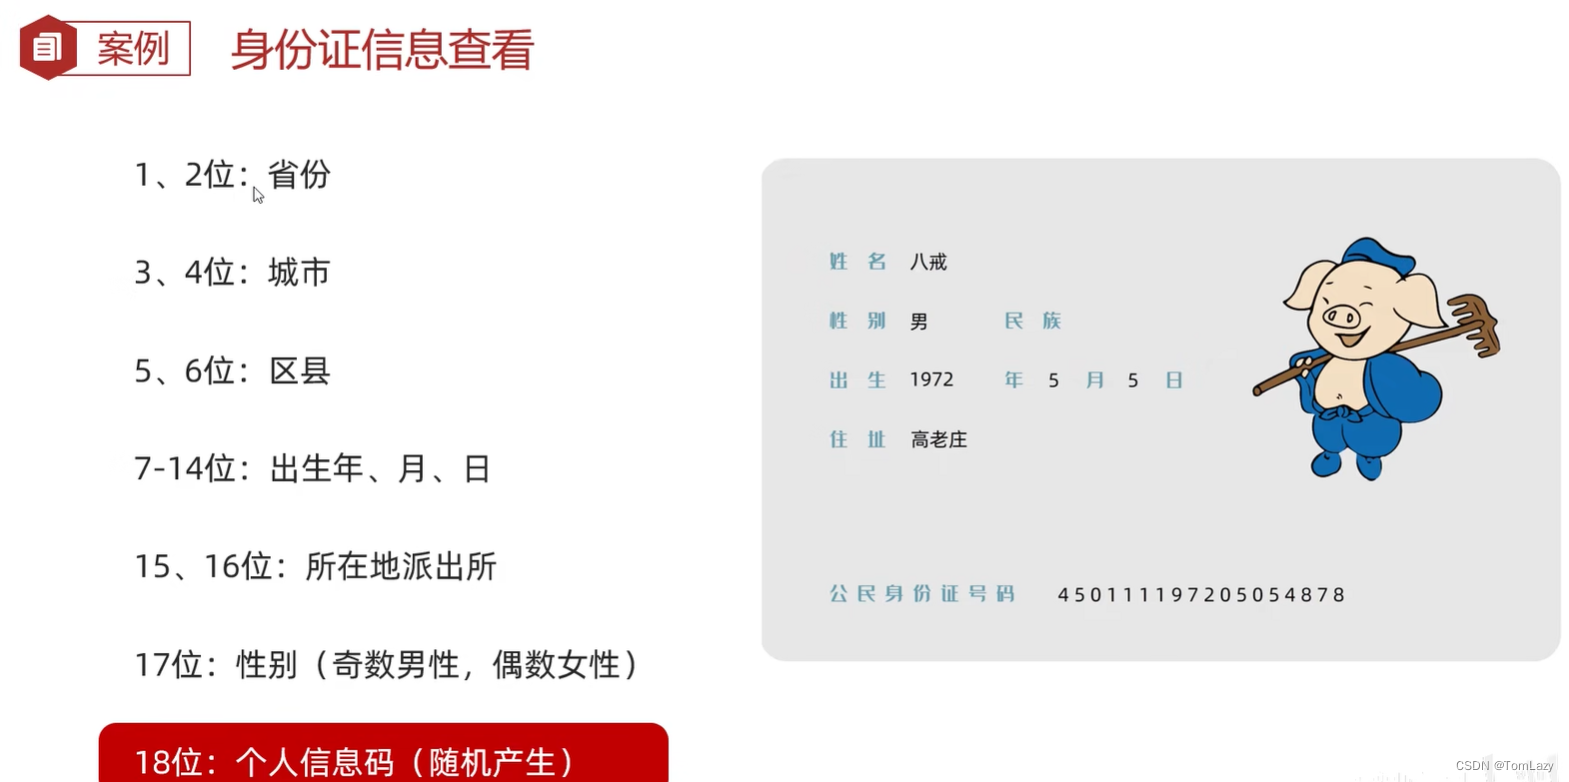 案例 身份证信息查看
1、2位：省份
3、4位：城市
5、6位：区县
7-14位：出生年、月、日
15、16位：所在地派出所
17位：性别（奇数男性，偶数女性）
18位：个人信息码（随机产生）
姓名 八戒
性别 男 民族
出生 1972 年 5 月 5 日
住址 高老庄
公民身份证号码 450111197205054878
CSDN @TomLazy